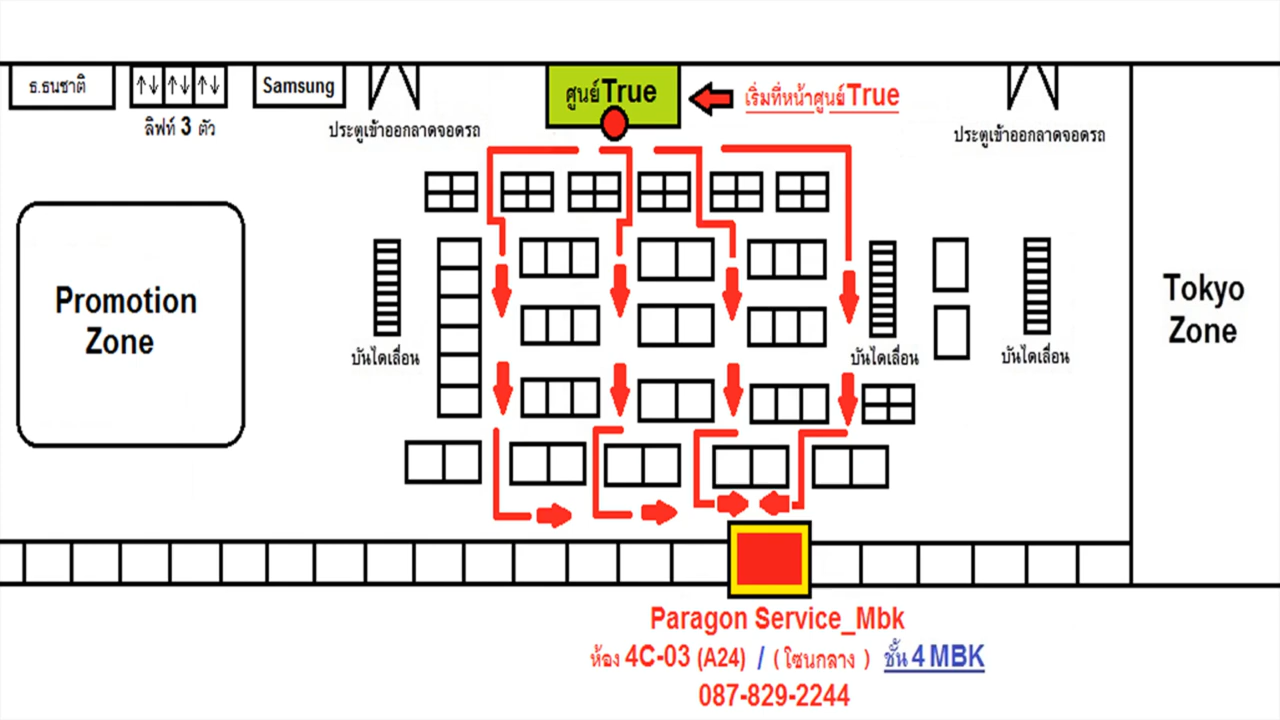 ธ.ธนชาติ
ลิฟท์ 3 ตัว
Samsung
ประตูเข้าออกลาดจอดรถ
ศูนย์True
เริ่มที่หน้าศูนย์True
ประตูเข้าออกลาดจอดรถ
Promotion
Zone
บันไดเลื่อน
บันไดเลื่อน
บันไดเลื่อน
Tokyo
Zone
Paragon Service_Mbk
ห้อง 4C-03 (A24) / ( โซนกลาง ) ชั้น 4 MBK
087-829-2244